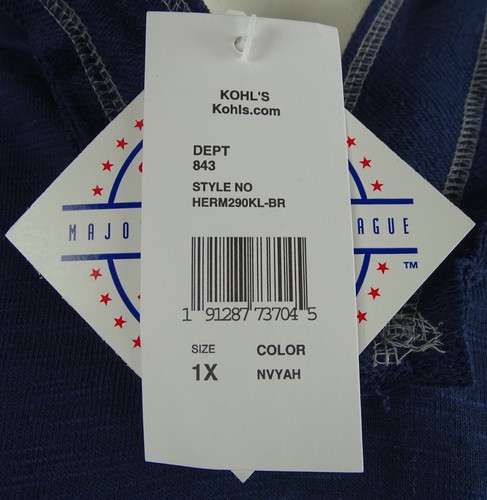 KOHL'S
Kohls.com
DEPT
843
STYLE NO
HERM290KL-BR
MAJO AGUE
TM
1 91287 73704 5
SIZE COLOR
1X NVYAH